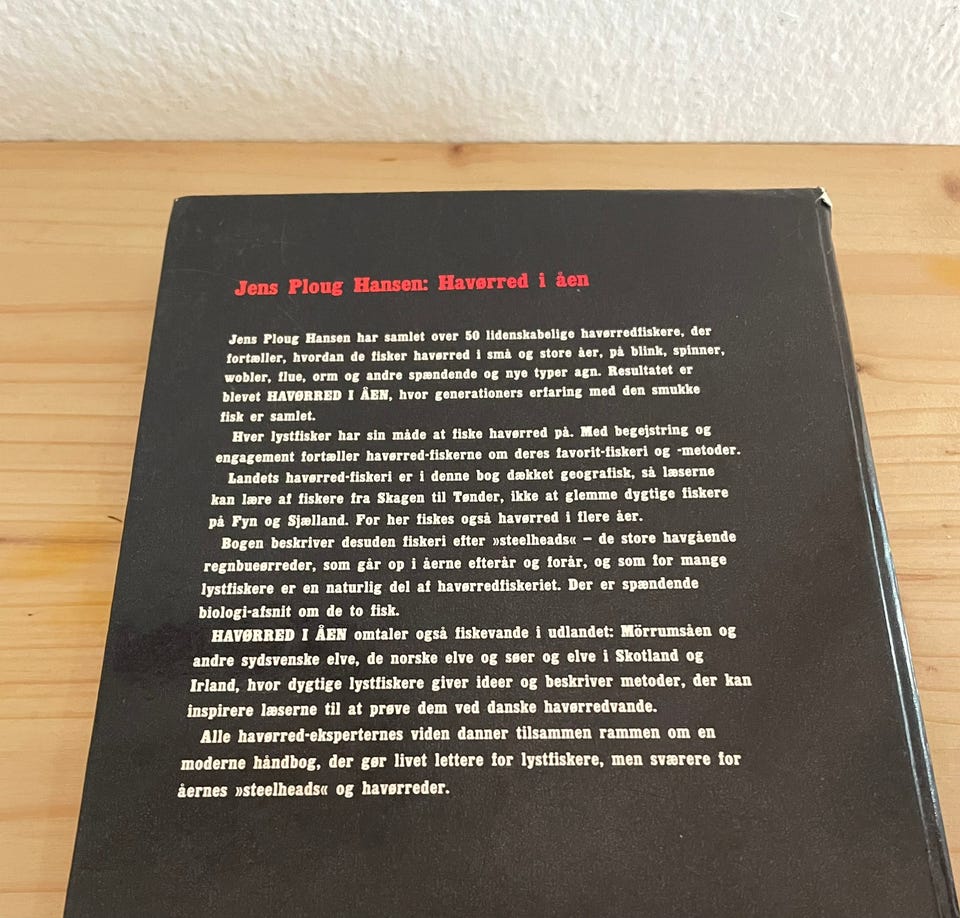 Jens Ploug Hansen: Havørred i åen
Jens Ploug Hansen har samlet over 50 lidenskabelige havørredfiskere, der
fortæller, hvordan de fisker havørred i små og store åer, på blink, spinner,
wobler, flue, orm og andre spændende og nye typer agn. Resultatet er
blevet HAVØRRED I ÅEN, hvor generationers erfaring med den smukke
fisk er samlet.
Hver lystfisker har sin måde at fiske havørred på. Med begejstring og
engagement fortæller havørred-fiskerne om deres favorit-fiskeri og -metoder.
Landets havørred-fiskeri er i denne bog dækket geografisk, så læserne
kan lære af fiskere fra Skagen til Tønder, ikke at glemme dygtige fiskere
på Fyn og Sjælland. For her fiskes også havørred i flere åer.
Bogen beskriver desuden fiskeri efter »steelheads« – de store havgående
regnbueørreder, som går op i åerne efterår og forår, og som for mange
lystfiskere er en naturlig del af havørredfiskeriet. Der er spændende
biologi-afsnit om de to fisk.
HAVØRRED I ÅEN omtaler også fiskevande i udlandet: Mörrumsåen og
andre sydsvenske elve, de norske elve og søer og elve i Skotland og
Irland, hvor dygtige lystfiskere giver ideer og beskriver metoder, der kan
inspirere læserne til at prøve dem ved danske havørredvande.
Alle havørred-eksperternes viden danner tilsammen rammen om en
moderne håndbog, der gør livet lettere for lystfiskere, men sværere for
åernes »steelheads« og havørreder.